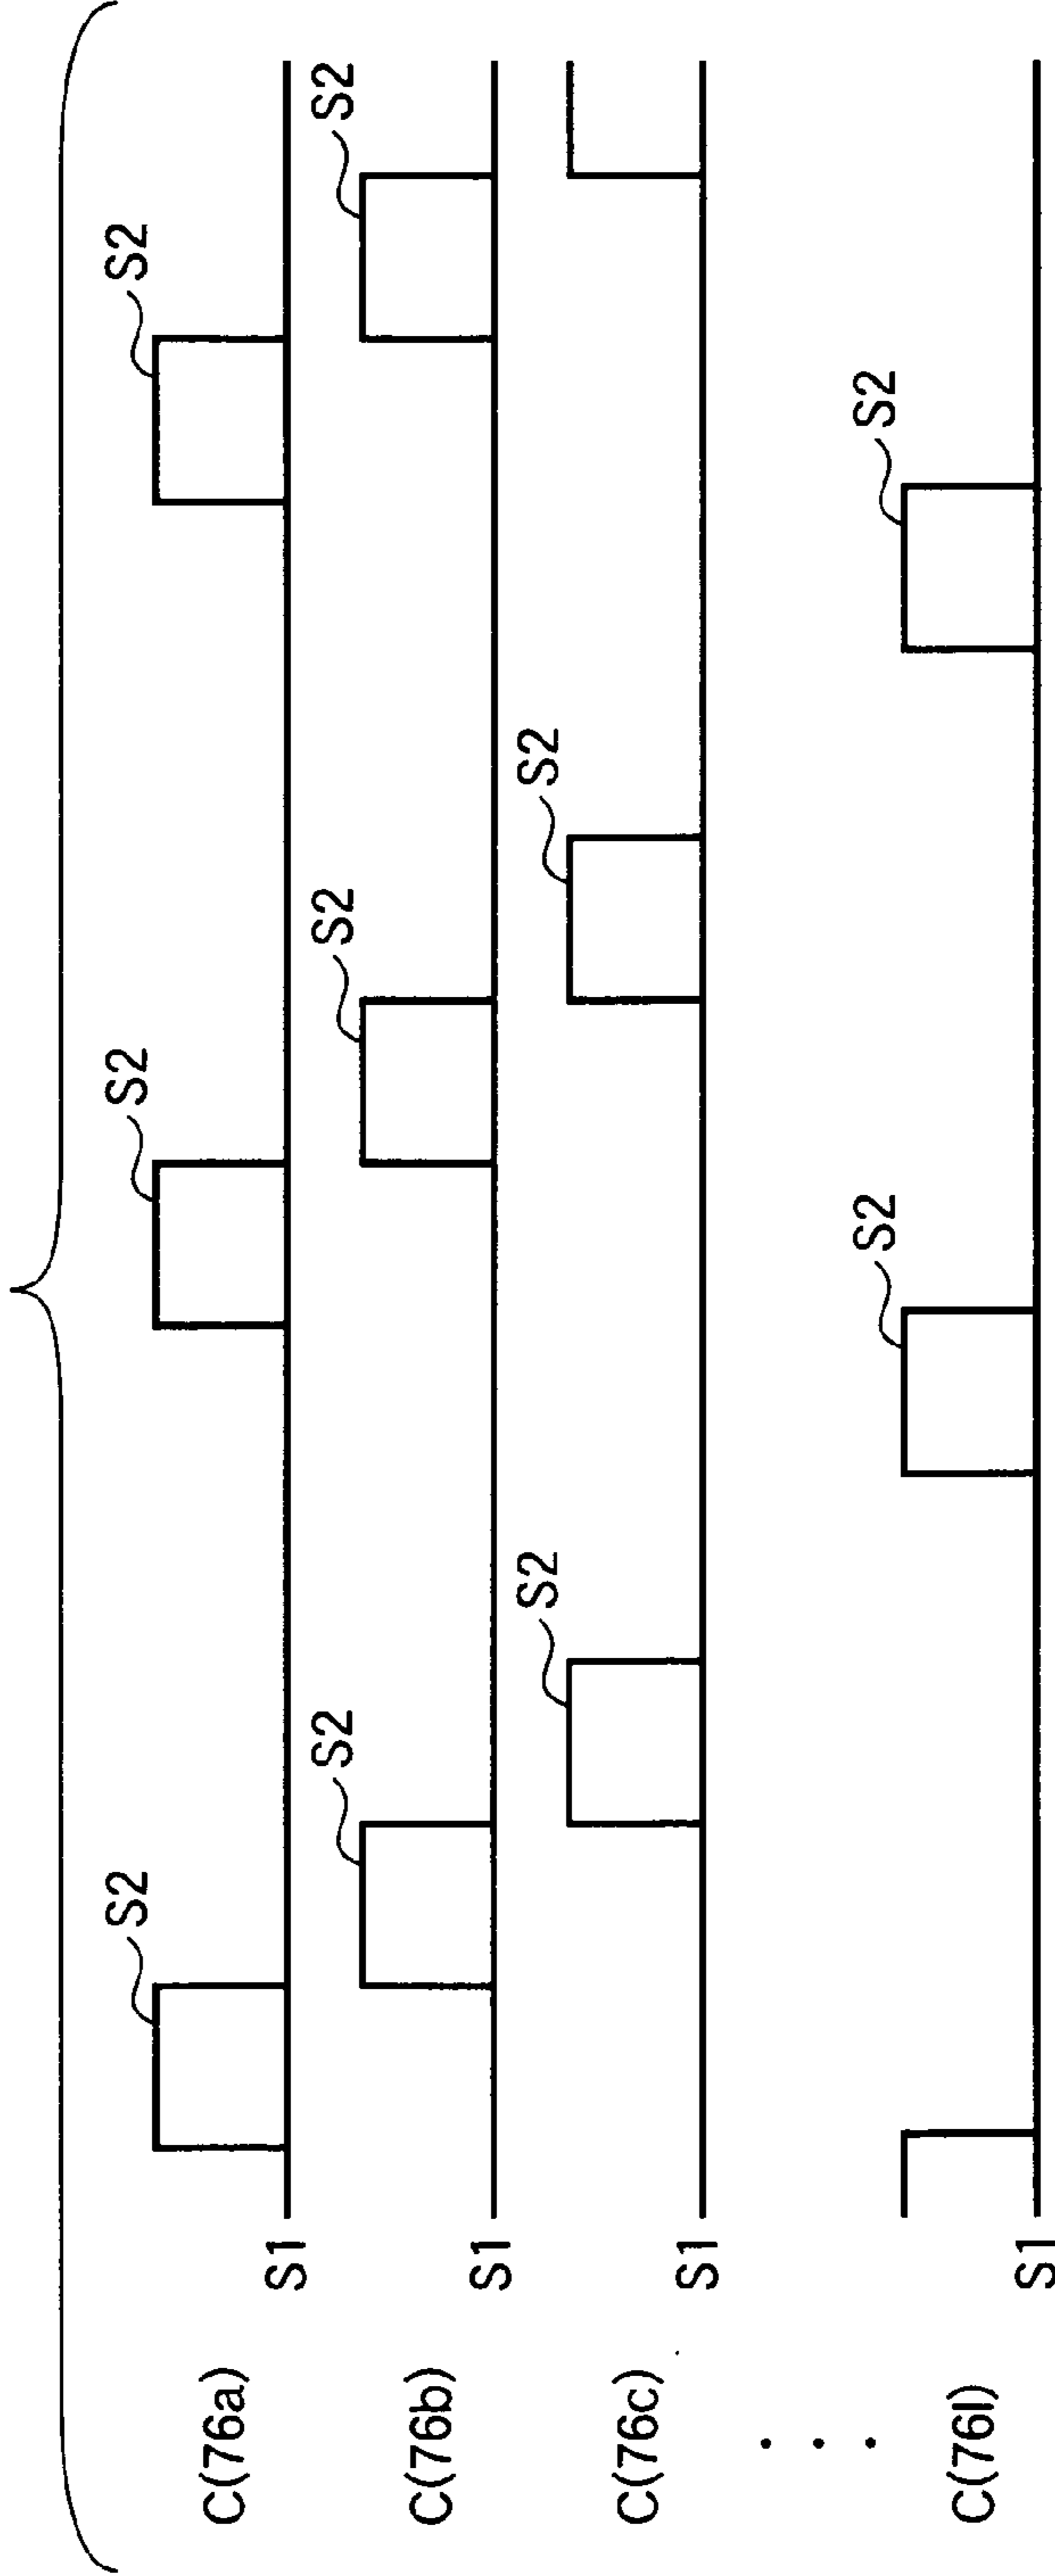 S2 S2 S2
C(76a) S1
S2 S2 S2
C(76b) S1
S2 S2
C(76c) S1
. . .
S2 S2
C(76l) S1